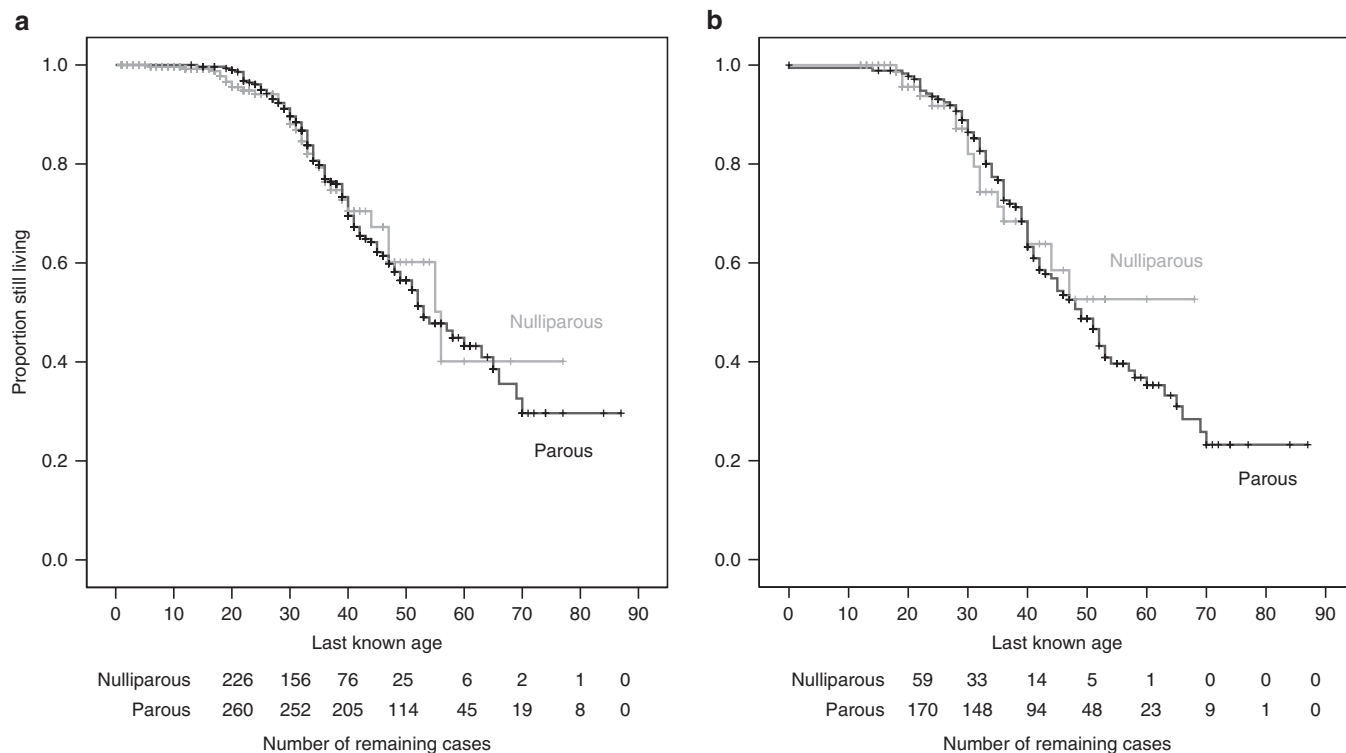 a
1.0
0.8
0.6
0.4
0.2
0.0
Proportion still living
Nulliparous
Parous
0 10 20 30 40 50 60 70 80 90
Last known age
Nulliparous 226 156 76 25 6 2 1 0
Parous 260 252 205 114 45 19 8 0
Number of remaining cases
b
1.0
0.8
0.6
0.4
0.2
0.0
Nulliparous
Parous
0 10 20 30 40 50 60 70 80 90
Last known age
Nulliparous 59 33 14 5 1 0 0 0
Parous 170 148 94 48 23 9 1 0
Number of remaining cases